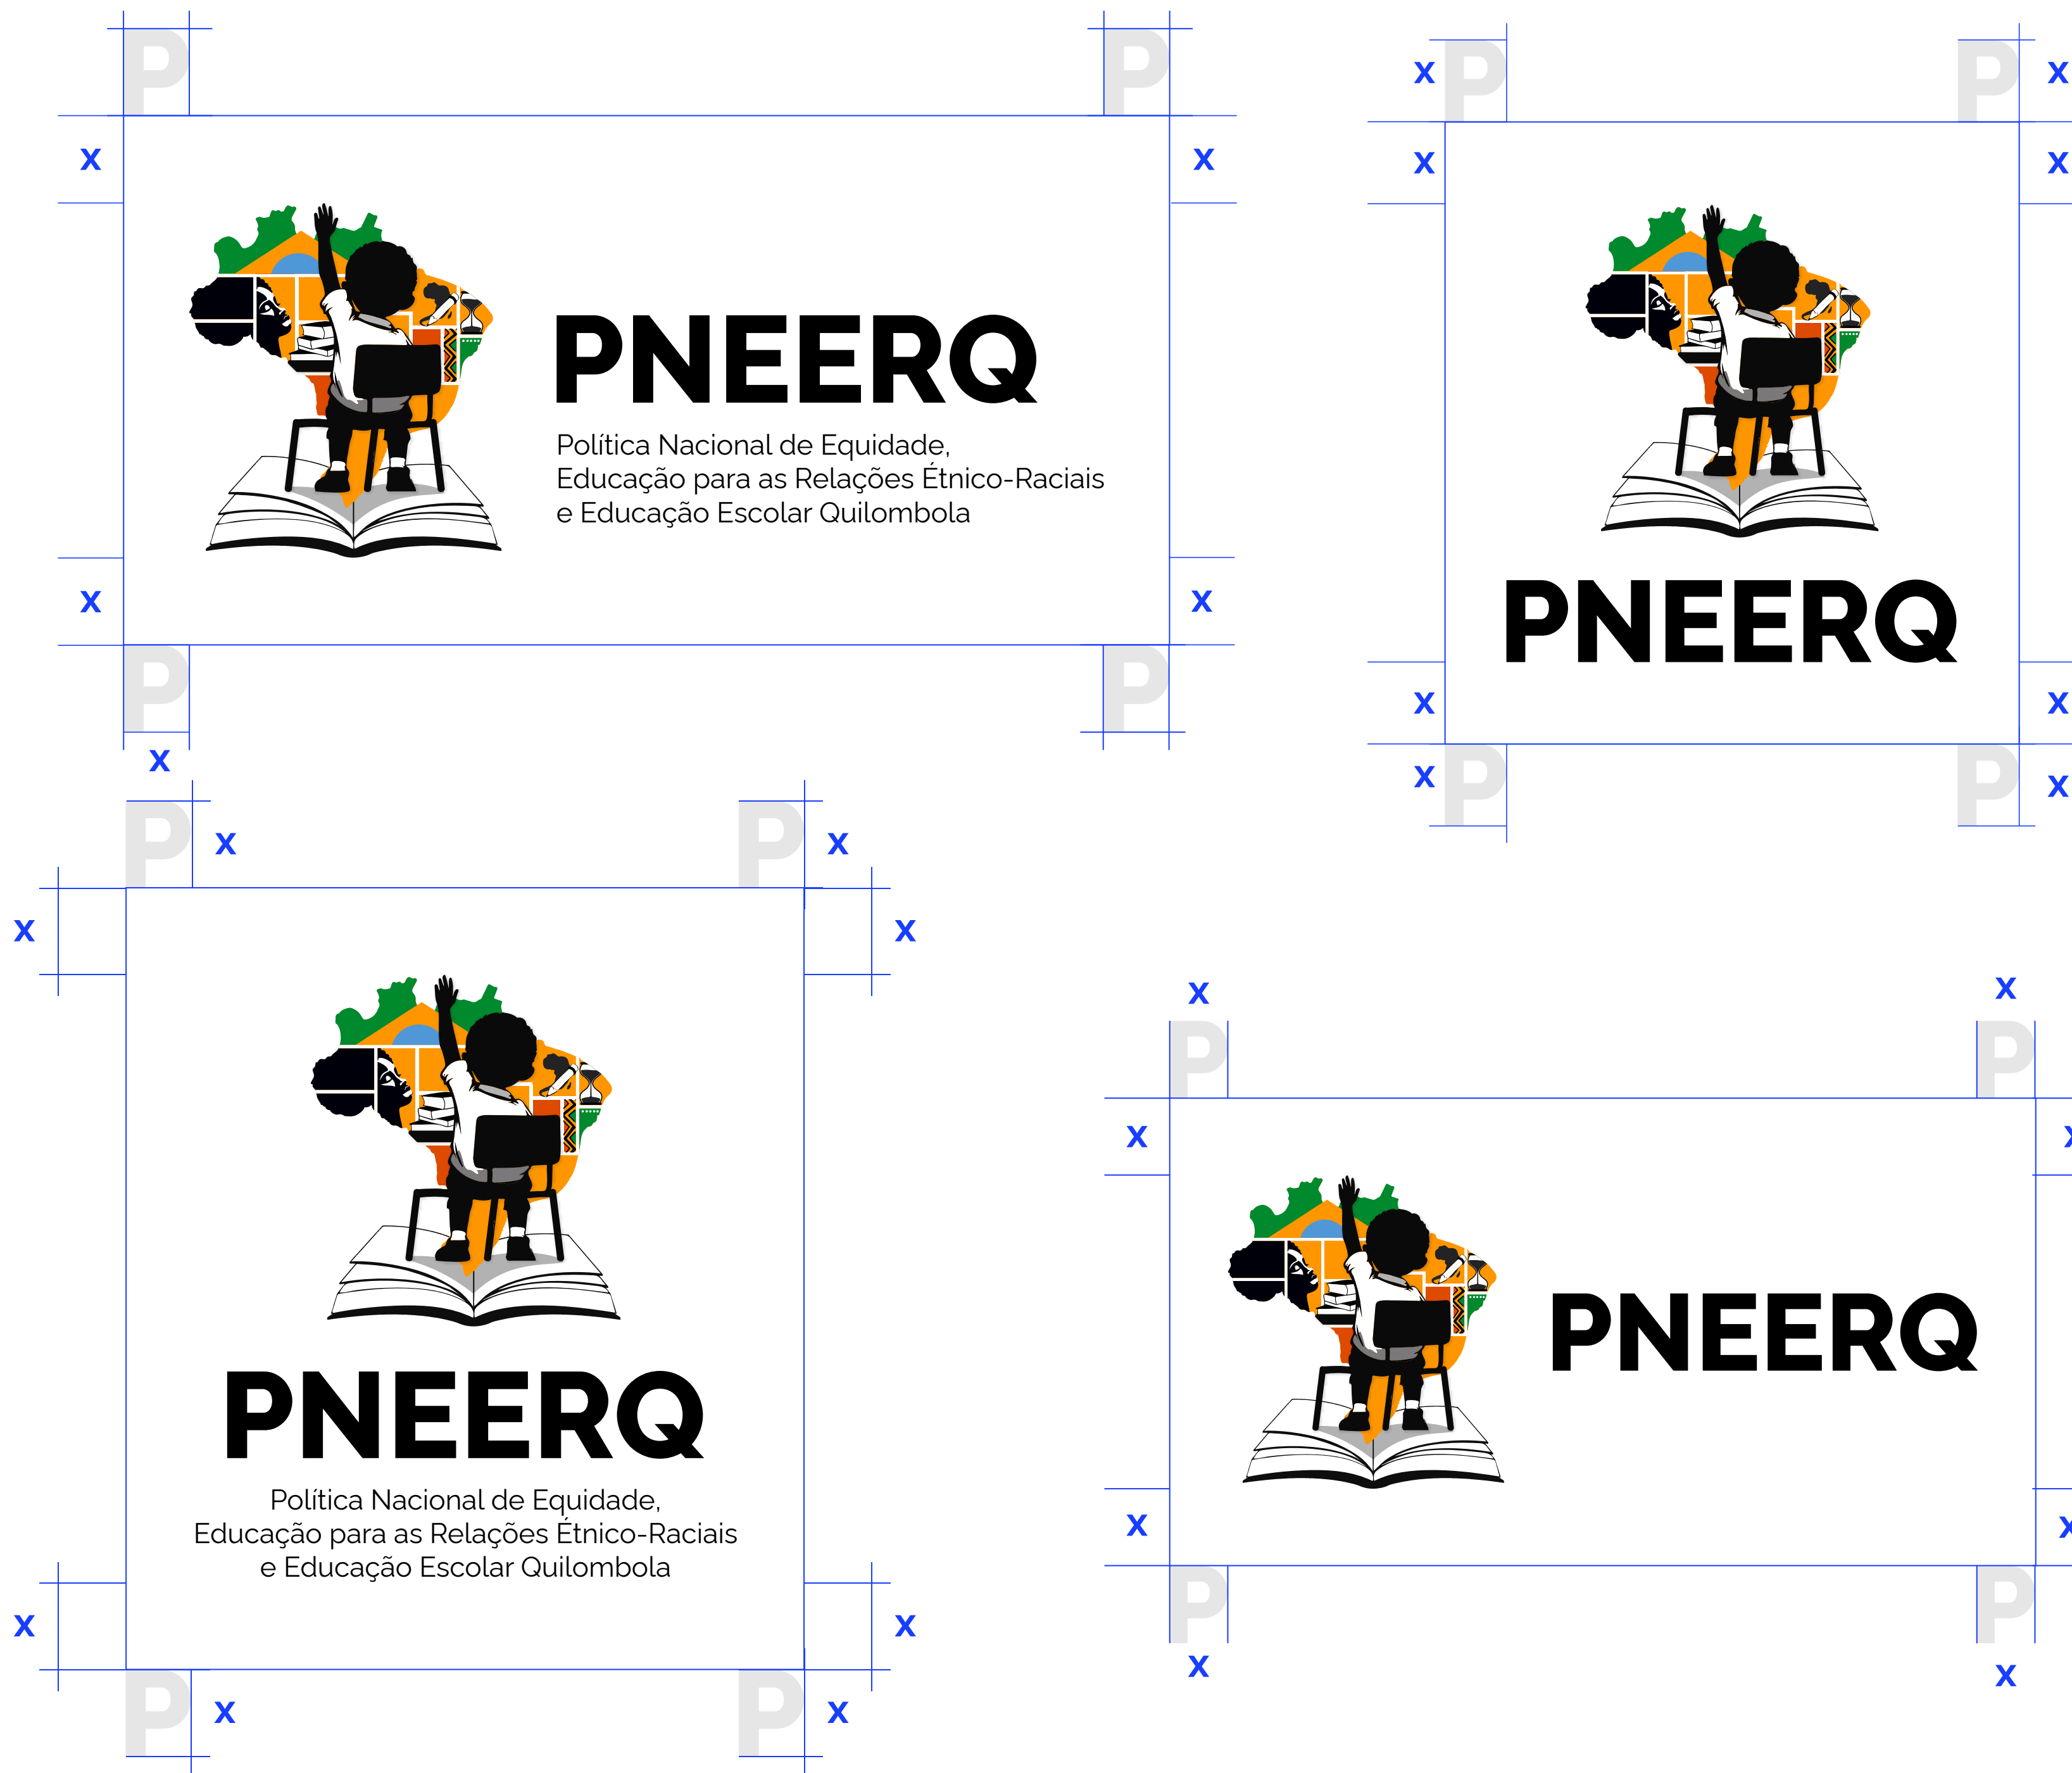 P P
x x
PNEERQ
Política Nacional de Equidade,
Educação para as Relações Étnico-Raciais
e Educação Escolar Quilombola
x x
P P
x
x P P x
x x
PNEERQ
x x
x P P x
P x P x
x x
PNEERQ
Política Nacional de Equidade,
Educação para as Relações Étnico-Raciais
e Educação Escolar Quilombola
x x
P x P x
x x
P P
x x
PNEERQ
x x
P P
x x